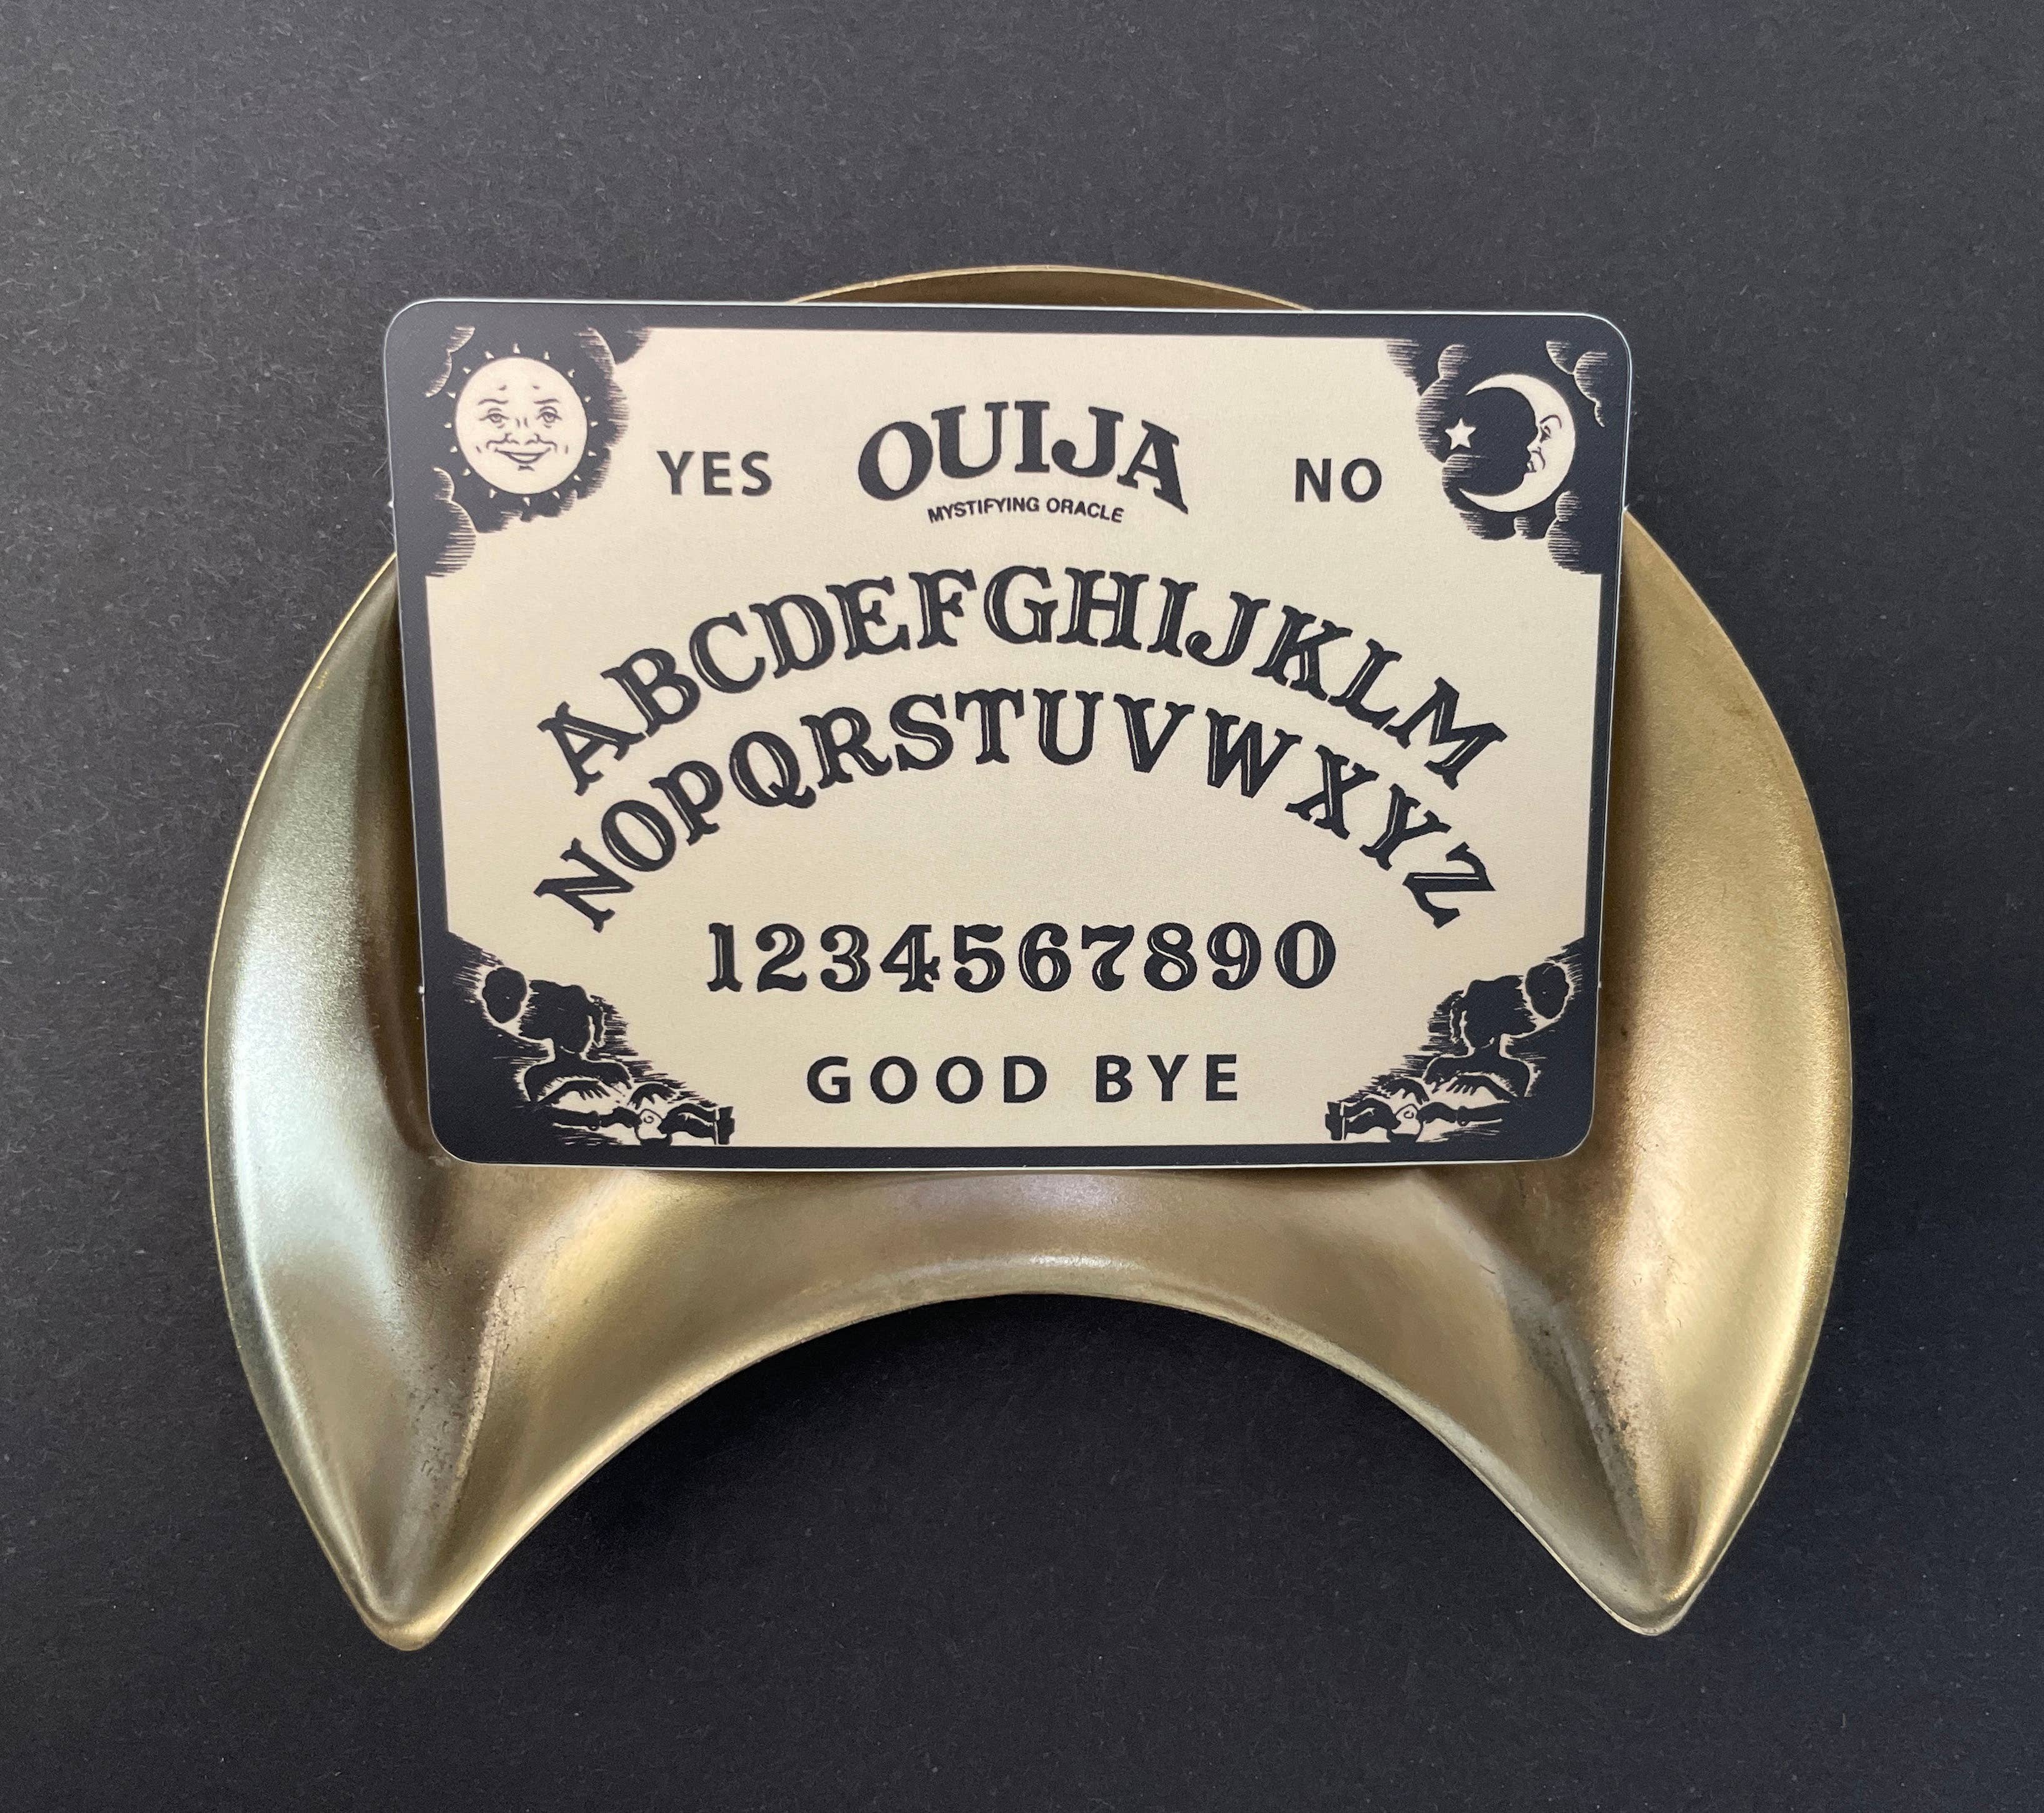 YES OUIJA NO
MYSTIFYING ORACLE
ABCDEFGHIJKLM
NOPQRSTUVWXYZ
1234567890
GOOD BYE